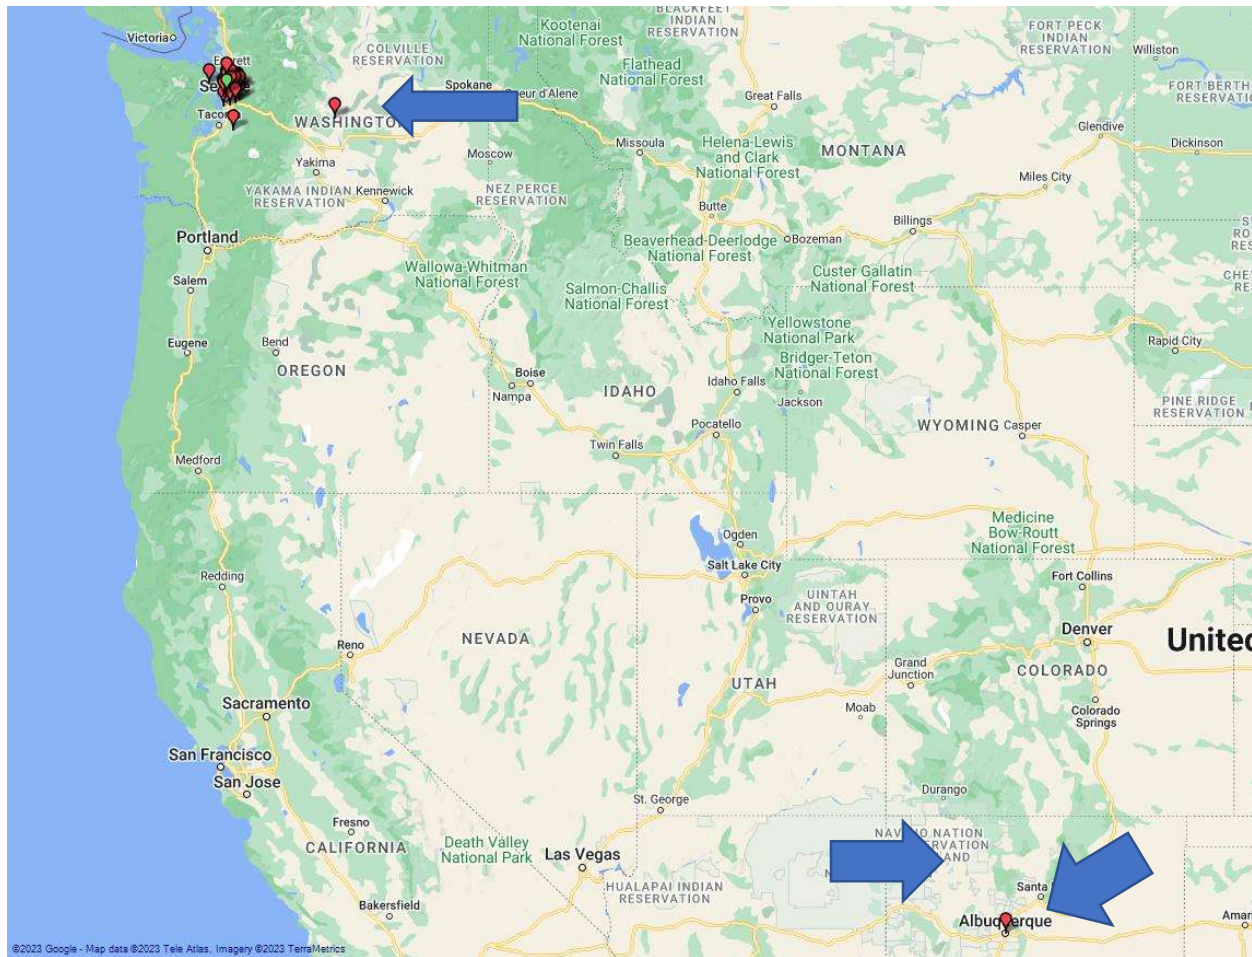 Victoria
COLVILLE
RESERVATION
Kootenai
National Forest
BLACKFEET
INDIAN
RESERVATION
FORT PECK
INDIAN
RESERVATION
Williston
Flathead
National Forest
Spokane
Great Falls
FORT BERTH
RESERVATI
Tacoma
WASHINGTON
Yakima
Moscow
Missoula
Helena-Lewis
and Clark
National Forest
MONTANA
Glendive
Dickinson
Miles City
YAKAMA INDIAN
RESERVATION
Kennewick
NEZ PERCE
RESERVATION
Butte
Billings
Bozeman
Portland
Beaverhead-Deerlodge
National Forest
Salem
Wallowa-Whitman
National Forest
Salmon-Challis
National Forest
Custer Gallatin
National Forest
Yellowstone
National Park
Bridger-Teton
National Forest
Rapid City
Eugene
Bend
OREGON
Boise
Nampa
IDAHO
Idaho Falls
Jackson
PINE RIDGE
RESERVATION
Pocatello
WYOMING
Casper
Twin Falls
Medford
Medicine
Bow-Routt
National Forest
Ogden
Salt Lake City
Fort Collins
Redding
Provo
UINTAH
AND OURAY
RESERVATION
Reno
NEVADA
Denver
United
Grand
Junction
COLORADO
UTAH
Sacramento
Moab
Colorado
Springs
San Francisco
San Jose
Durango
St. George
Fresno
CALIFORNIA
Death Valley
National Park
Las Vegas
HUALAPAI INDIAN
RESERVATION
Santa
Albuquerque
Bakersfield
Amar
©2023 Google - Map data ©2023 Tele Atlas, Imagery ©2023 TerraMetrics